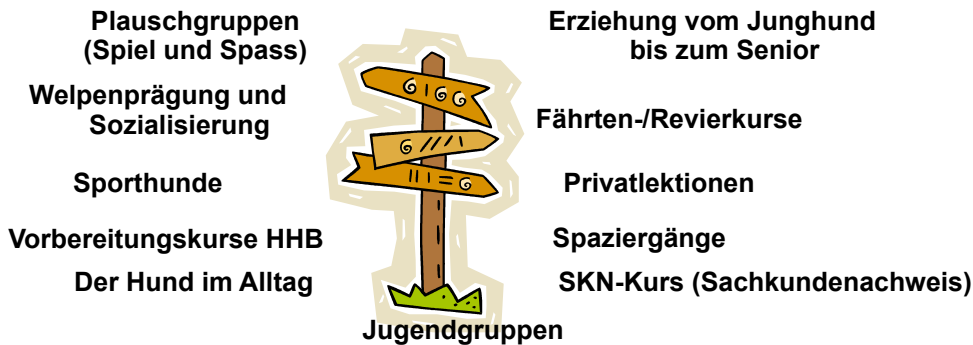 Plauschgruppen
(Spiel und Spass)
Welpenprägung und
Sozialisierung
Sporthunde
Vorbereitungskurse HHB
Der Hund im Alltag
Erziehung vom Junghund
bis zum Senior
Fährten-/Revierkurse
Privatlektionen
Spaziergänge
SKN-Kurs (Sachkundenachweis)
Jugendgruppen